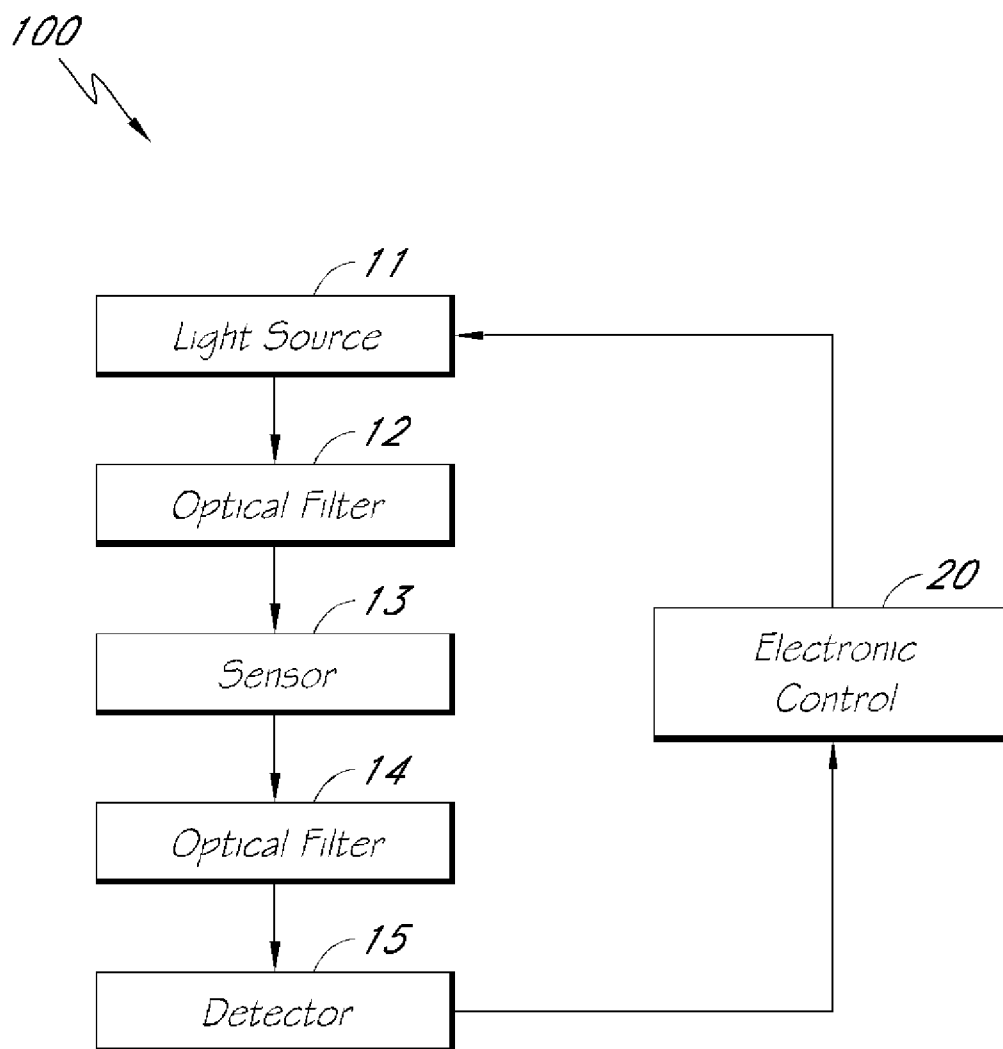 100
11
Light Source
12
Optical Filter
13
Sensor
20
Electronic
Control
14
Optical Filter
15
Detector